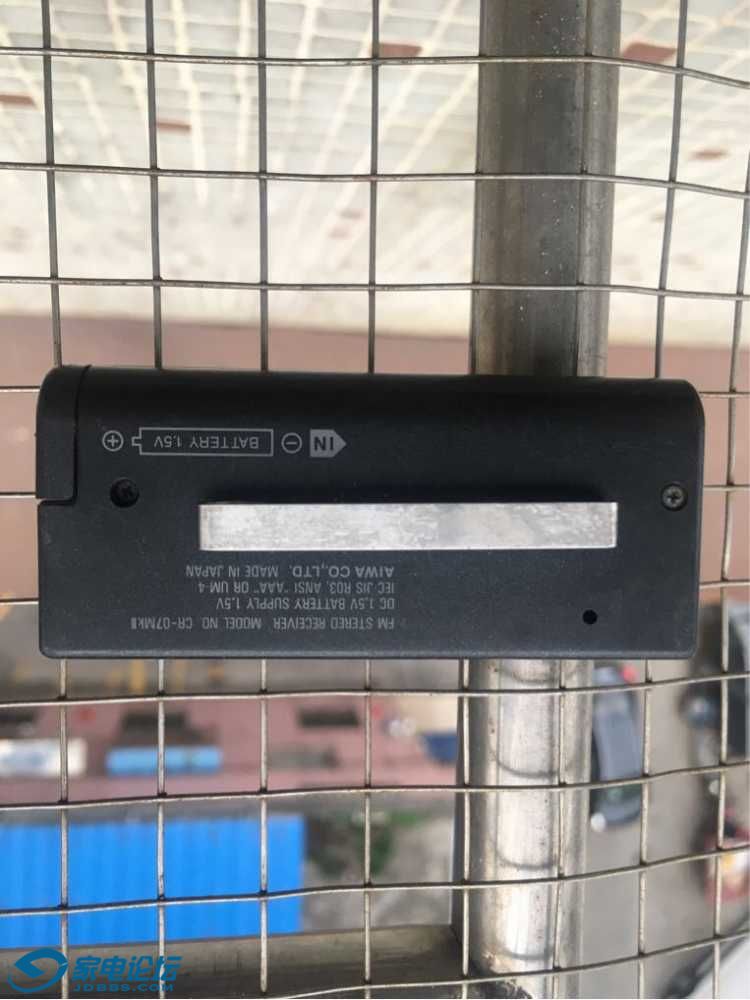 FM STEREO RECEIVER MODEL NO. CR-07MkⅡ
DC 1.5V BATTERY SUPPLY 1.5V
IEC·JIS R03, ANSI "AAA" OR UM-4
AIWA CO.,LTD. MADE IN JAPAN
IN ⊖ BATTERY 1.5V ⊕
家电论坛
JDBBS.COM